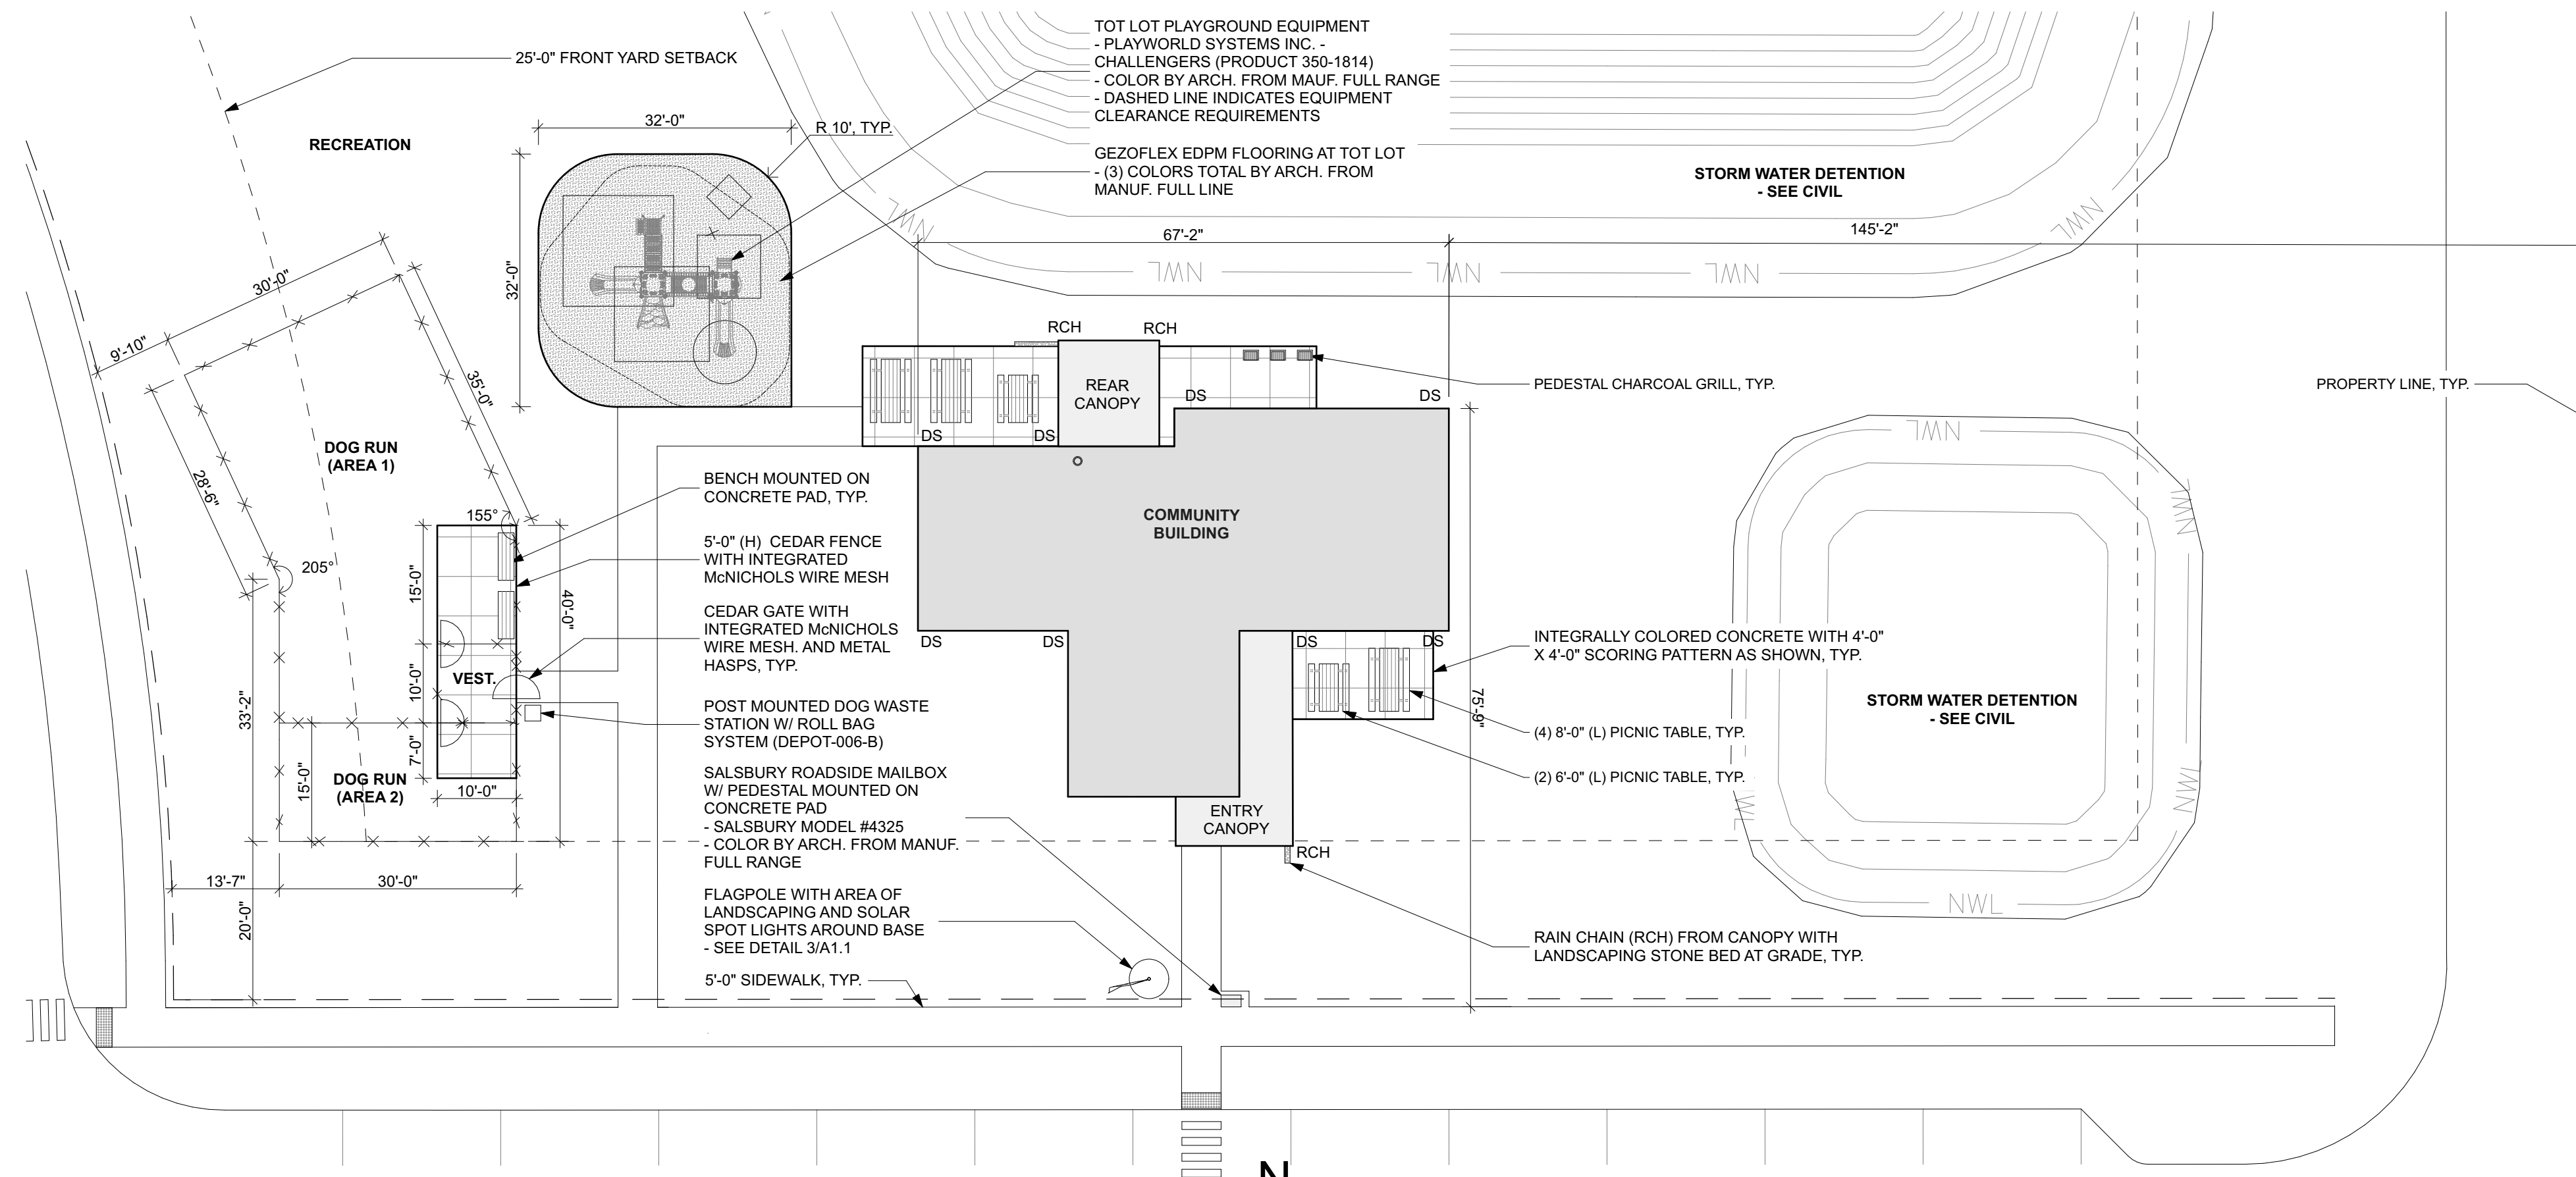 TOT LOT PLAYGROUND EQUIPMENT
- PLAYWORLD SYSTEMS INC. -
CHALLENGERS (PRODUCT 350-1814)
- COLOR BY ARCH. FROM MAUF. FULL RANGE
- DASHED LINE INDICATES EQUIPMENT
CLEARANCE REQUIREMENTS
25'-0" FRONT YARD SETBACK
32'-0"
R 10', TYP.
RECREATION
GEZOFLEX EDPM FLOORING AT TOT LOT
- (3) COLORS TOTAL BY ARCH. FROM
MANUF. FULL LINE
STORM WATER DETENTION
- SEE CIVIL
NWL
NWL
67'-2"
145'-2"
NWL
NWL
NWL
30'-0"
32'-0"
9'-10"
35'-0"
28'-6"
RCH
RCH
REAR
CANOPY
DS
DS
DS
DS
PEDESTAL CHARCOAL GRILL, TYP.
PROPERTY LINE, TYP.
NWL
DOG RUN
(AREA 1)
BENCH MOUNTED ON
CONCRETE PAD, TYP.
155°
COMMUNITY
BUILDING
NWL
5'-0" (H) CEDAR FENCE
WITH INTEGRATED
McNICHOLS WIRE MESH
205°
15'-0"
40'-0"
CEDAR GATE WITH
INTEGRATED McNICHOLS
WIRE MESH. AND METAL
HASPS, TYP.
DS
DS
DS
DS
INTEGRALLY COLORED CONCRETE WITH 4'-0"
X 4'-0" SCORING PATTERN AS SHOWN, TYP.
VEST.
10'-0"
33'-2"
75'-9"
POST MOUNTED DOG WASTE
STATION W/ ROLL BAG
SYSTEM (DEPOT-006-B)
STORM WATER DETENTION
- SEE CIVIL
(4) 8'-0" (L) PICNIC TABLE, TYP.
7'-0"
15'-0"
DOG RUN
(AREA 2)
10'-0"
(2) 6'-0" (L) PICNIC TABLE, TYP.
NWL
NWL
SALSBURY ROADSIDE MAILBOX
W/ PEDESTAL MOUNTED ON
CONCRETE PAD
- SALSBURY MODEL #4325
- COLOR BY ARCH. FROM MANUF.
FULL RANGE
ENTRY
CANOPY
RCH
13'-7"
30'-0"
20'-0"
NWL
FLAGPOLE WITH AREA OF
LANDSCAPING AND SOLAR
SPOT LIGHTS AROUND BASE
- SEE DETAIL 3/A1.1
RAIN CHAIN (RCH) FROM CANOPY WITH
LANDSCAPING STONE BED AT GRADE, TYP.
5'-0" SIDEWALK, TYP.
N